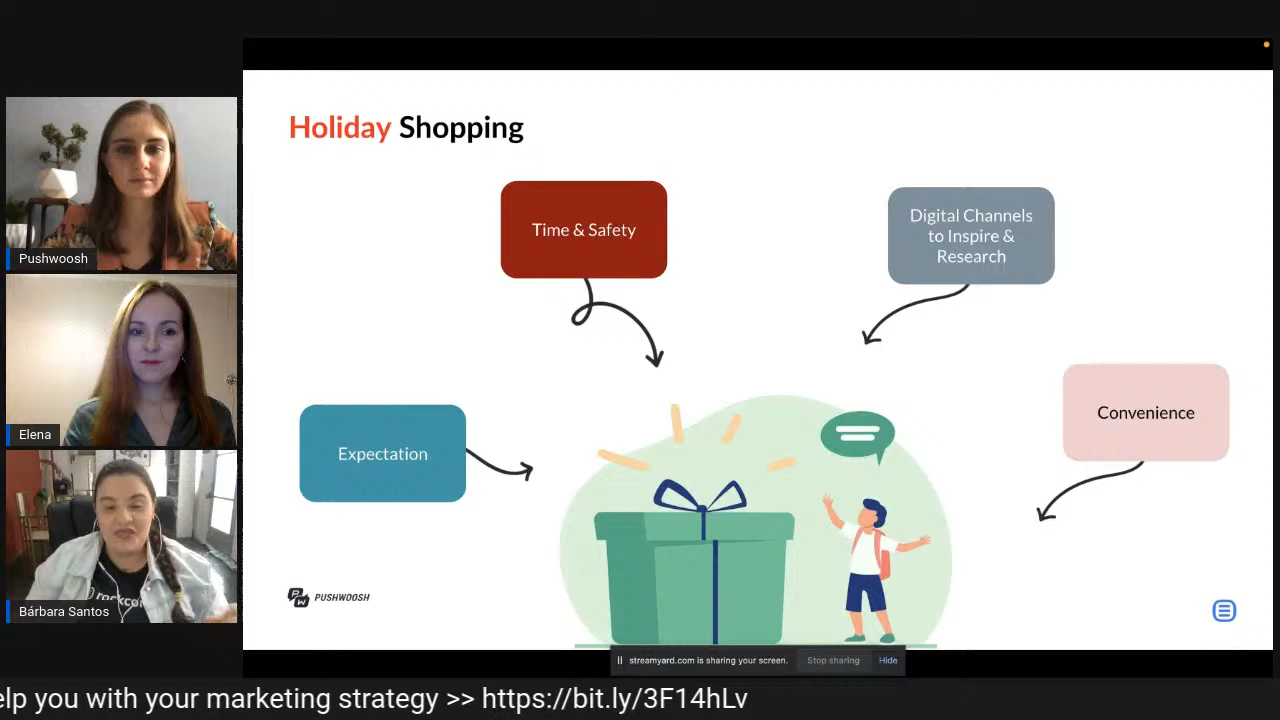 Holiday Shopping
Time & Safety
Digital Channels
to Inspire &
Research
Expectation
Convenience
Pushwoosh
Elena
Bárbara Santos
PW PUSHWOOSH
streamyard.com is sharing your screen. Stop sharing Hide
elp you with your marketing strategy >> https://bit.ly/3F14hLv